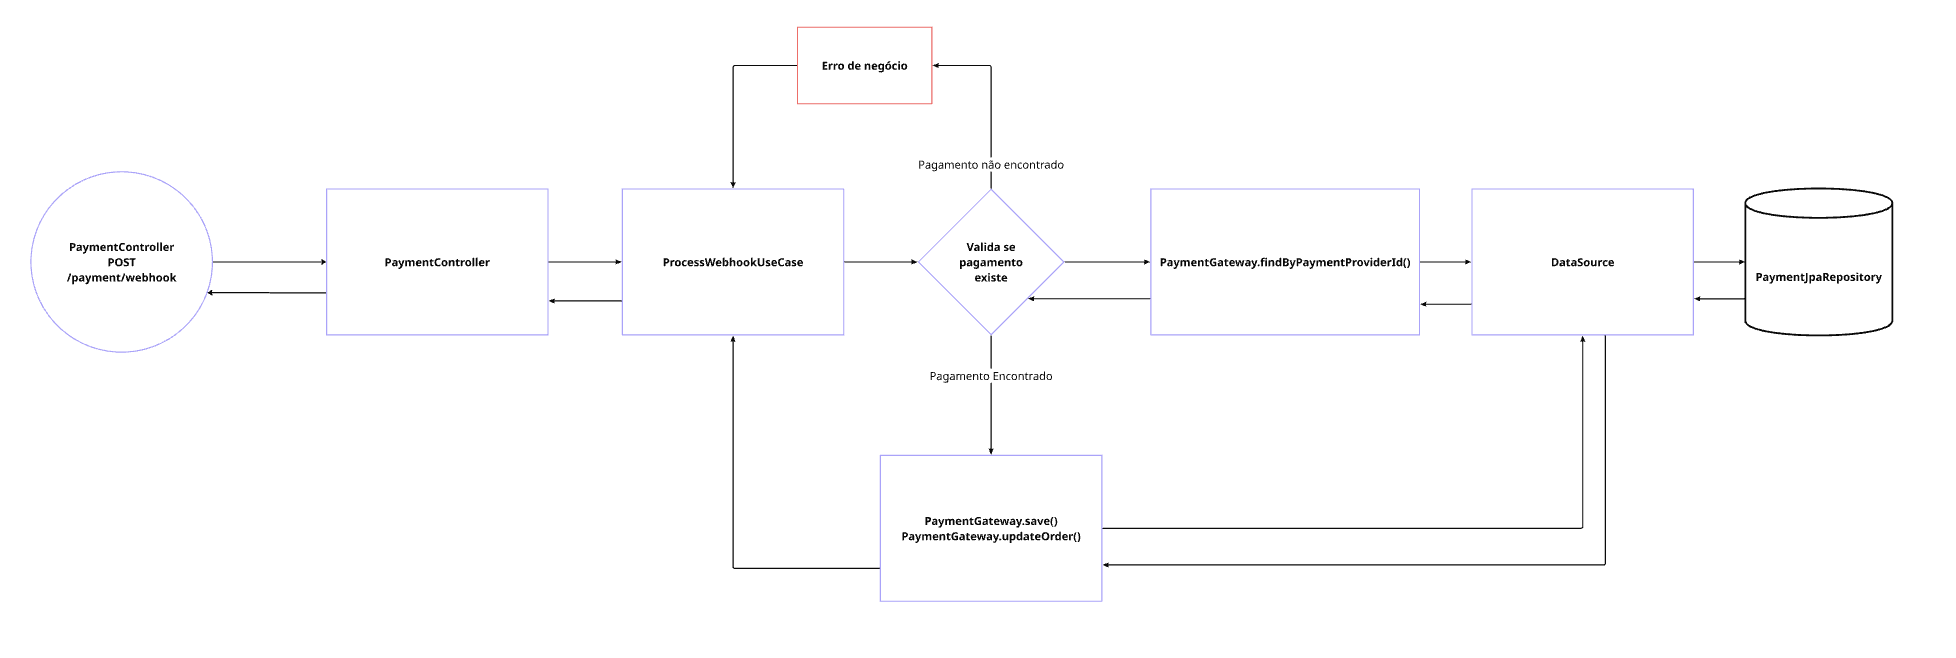 Erro de negócio
Pagamento não encontrado
PaymentController
POST
/payment/webhook
PaymentController
ProcessWebhookUseCase
Valida se
pagamento
existe
PaymentGateway.findByPaymentProviderId()
DataSource
PaymentJpaRepository
Pagamento Encontrado
PaymentGateway.save()
PaymentGateway.updateOrder()